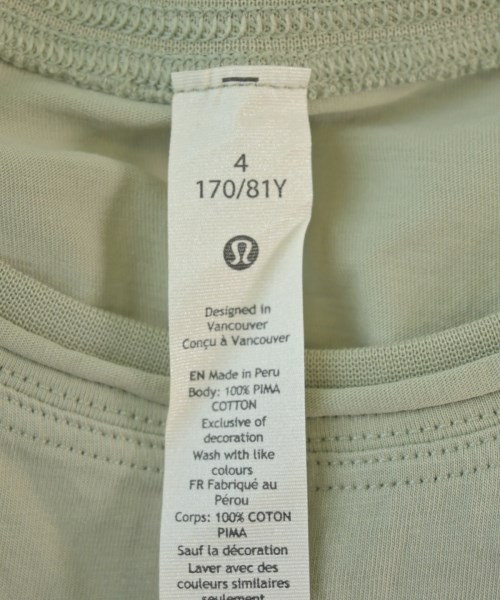 4
170/81Y
Designed in
Vancouver
Conçu à Vancouver
EN Made in Peru
Body: 100% PIMA
COTTON
Exclusive of
decoration
Wash with like
colours
FR Fabriqué au
Pérou
Corps: 100% COTON
PIMA
Sauf la décoration
Laver avec des
couleurs similaires
seulement